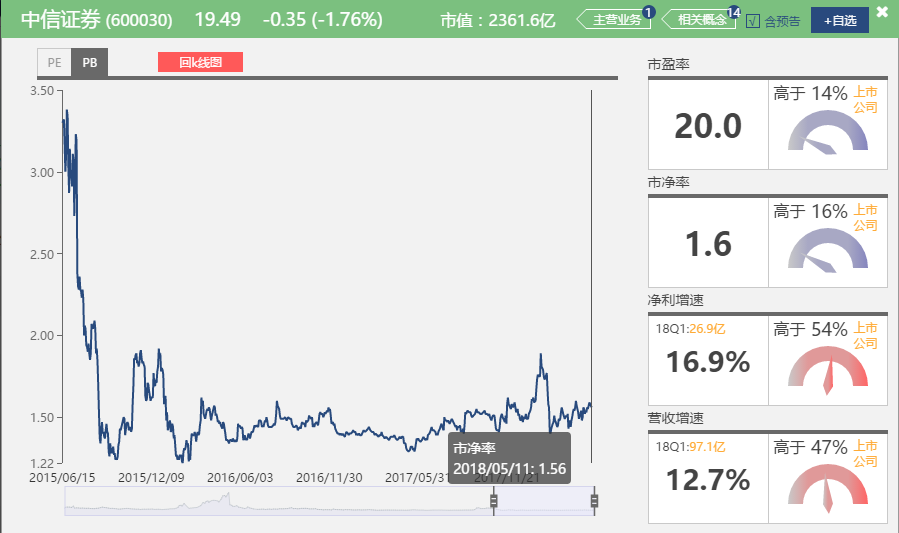 中信证券 (600030) 19.49 -0.35 (-1.76%) 市值：2361.6亿 主营业务 1 相关概念 14 含预告 +自选
PE PB 回k线图
3.50
3.00
2.50
2.00
1.50
1.22
2015/06/15 2015/12/09 2016/06/03 2016/11/30 2017/05/31 2017/11/21
市净率
2018/05/11: 1.56
市盈率
20.0
高于 14% 上市
公司
市净率
1.6
高于 16% 上市
公司
净利增速
18Q1:26.9亿
16.9%
高于 54% 上市
公司
营收增速
18Q1:97.1亿
12.7%
高于 47% 上市
公司